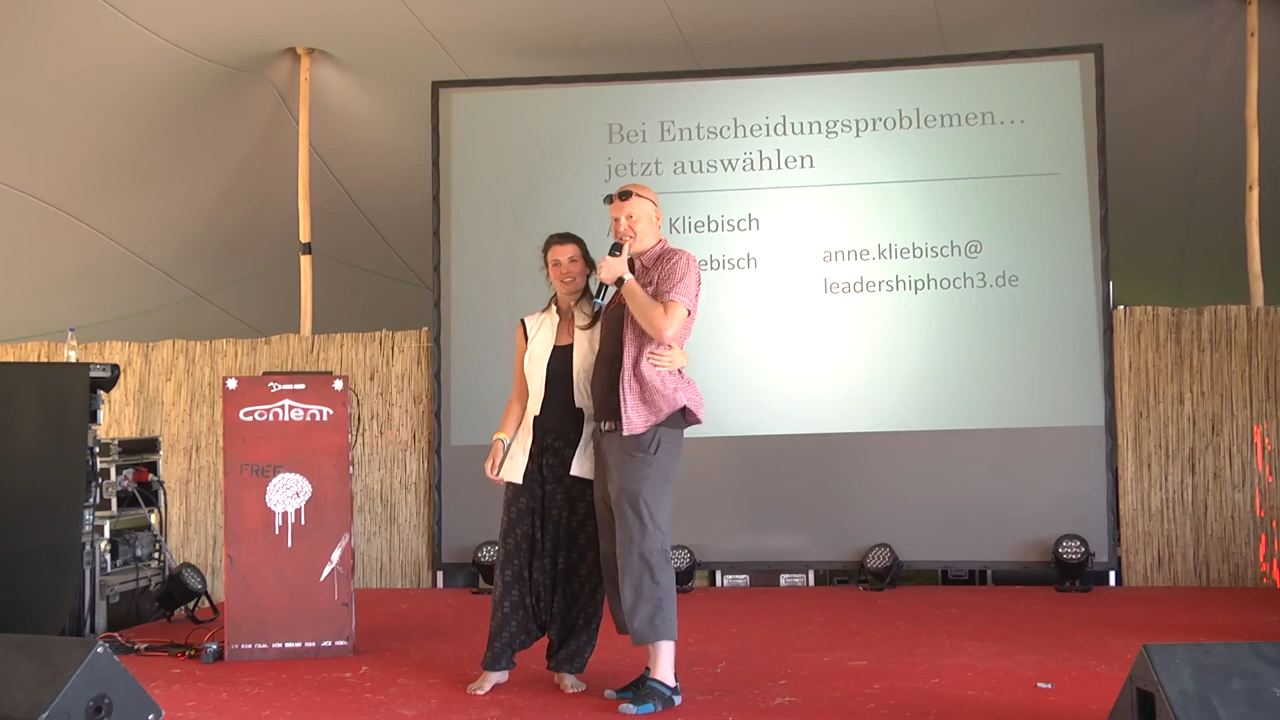 Bei Entscheidungsproblemen...
jetzt auswählen
Kliebisch
anne.kliebisch@
leadershiphoch3.de
content
FREE